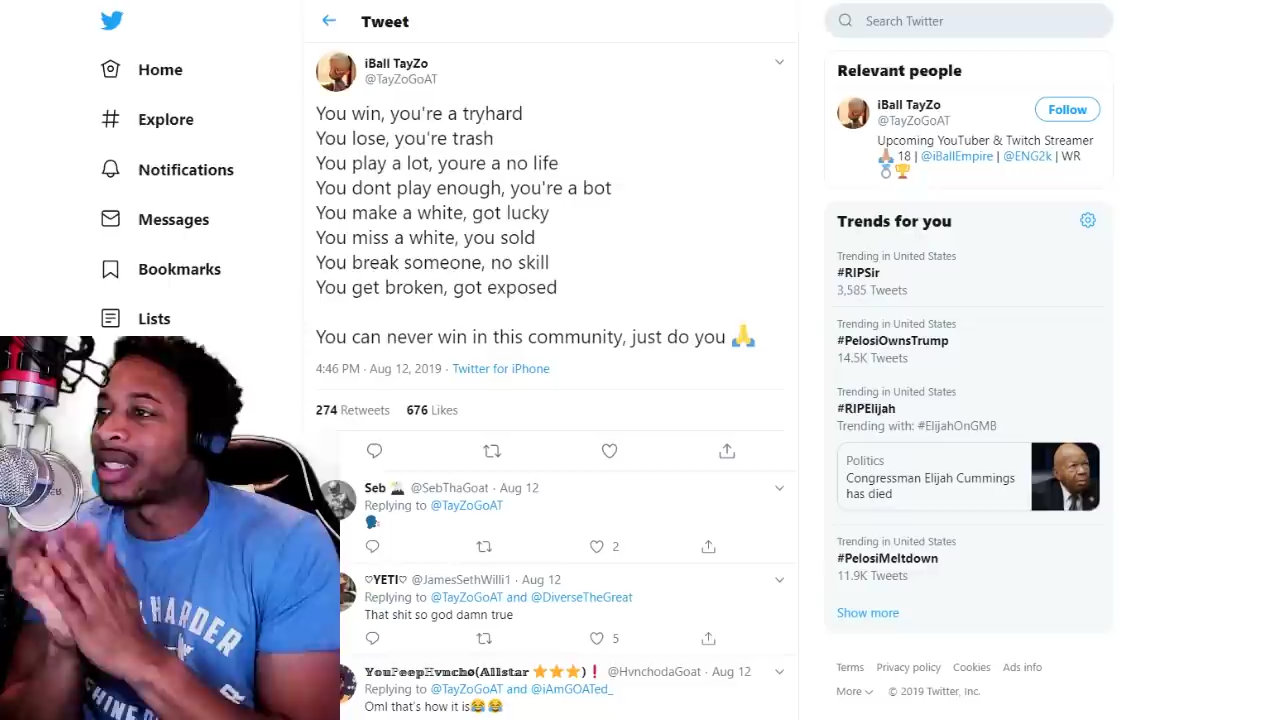 Tweet
Search Twitter
Home
Explore
Notifications
Messages
Bookmarks
Lists
iBall TayZo
@TayZoGoAT
You win, you're a tryhard
You lose, you're trash
You play a lot, youre a no life
You dont play enough, you're a bot
You make a white, got lucky
You miss a white, you sold
You break someone, no skill
You get broken, got exposed
You can never win in this community, just do you 🙏
4:46 PM · Aug 12, 2019 · Twitter for iPhone
274 Retweets 676 Likes
Seb @SebThaGoat · Aug 12
Replying to @TayZoGoAT
🗣
2
♡YETI♡ @JamesSethWilli1 · Aug 12
Replying to @TayZoGoAT and @DiverseTheGreat
That shit so god damn true
5
YouPeepHvncho(Allstar ⭐⭐⭐)❗ @HvnchodaGoat · Aug 12
Replying to @TayZoGoAT and @iAmGOATed_
Oml that's how it is😂😂
Relevant people
iBall TayZo
@TayZoGoAT
Follow
Upcoming YouTuber & Twitch Streamer
🙏🏽 18 | @iBallEmpire | @ENG2k | WR
💍🏆
Trends for you
Trending in United States
#RIPSir
3,585 Tweets
Trending in United States
#PelosiOwnsTrump
14.5K Tweets
Trending in United States
#RIPElijah
Trending with: #ElijahOnGMB
Politics
Congressman Elijah Cummings
has died
Trending in United States
#PelosiMeltdown
11.9K Tweets
Show more
Terms Privacy policy Cookies Ads info
More © 2019 Twitter, Inc.
HARDER
SHINE